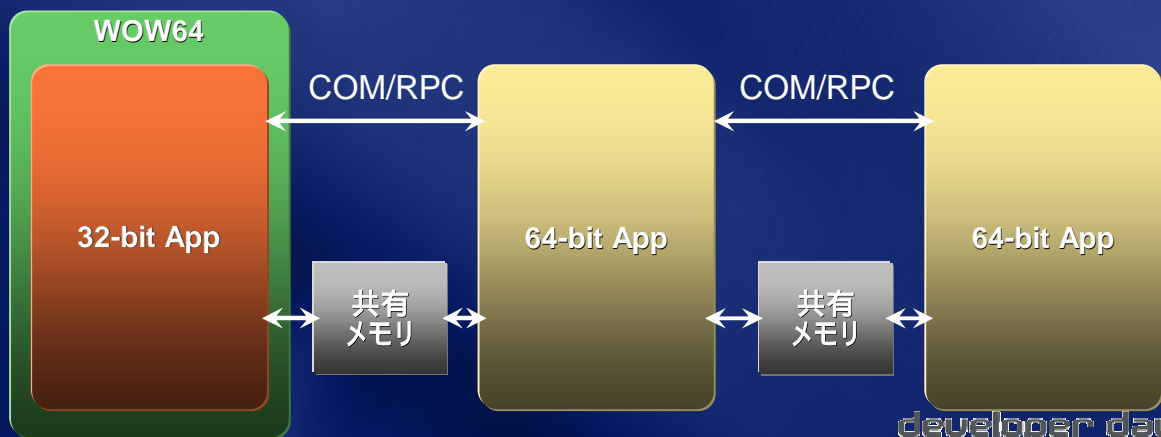 WOW64
COM/RPC
COM/RPC
32-bit App
64-bit App
64-bit App
共有
メモリ
共有
メモリ
developer